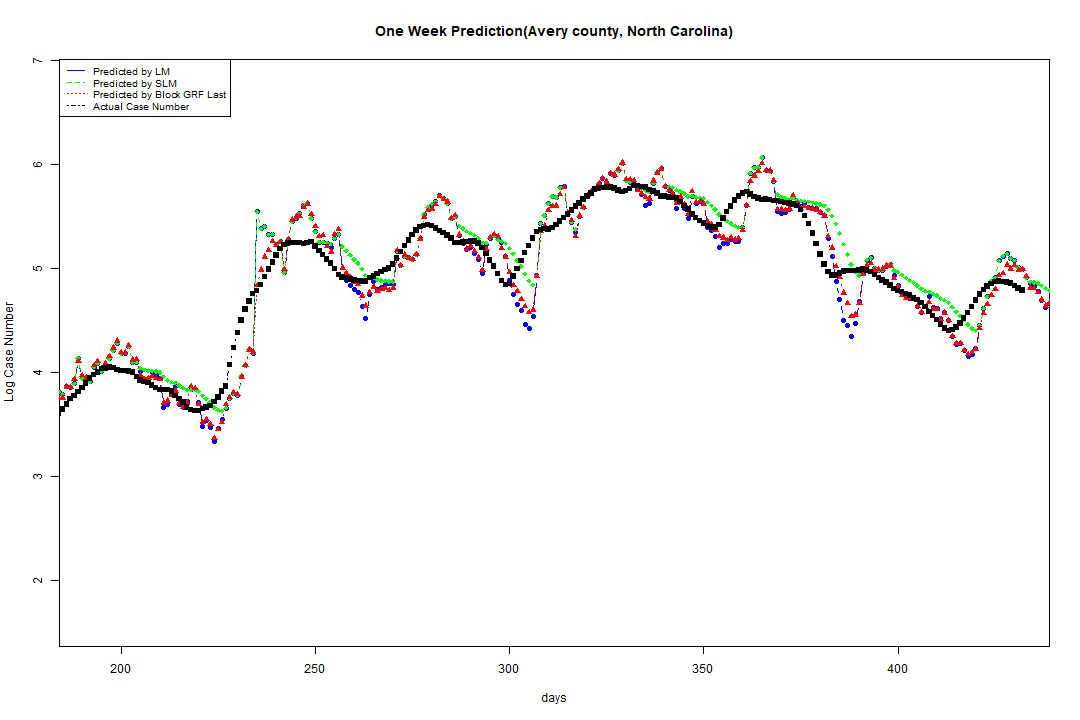 One Week Prediction(Avery county, North Carolina)
Predicted by LM
Predicted by SLM
Predicted by Block GRF Last
Actual Case Number
7
6
5
4
3
2
Log Case Number
200 250 300 350 400
days